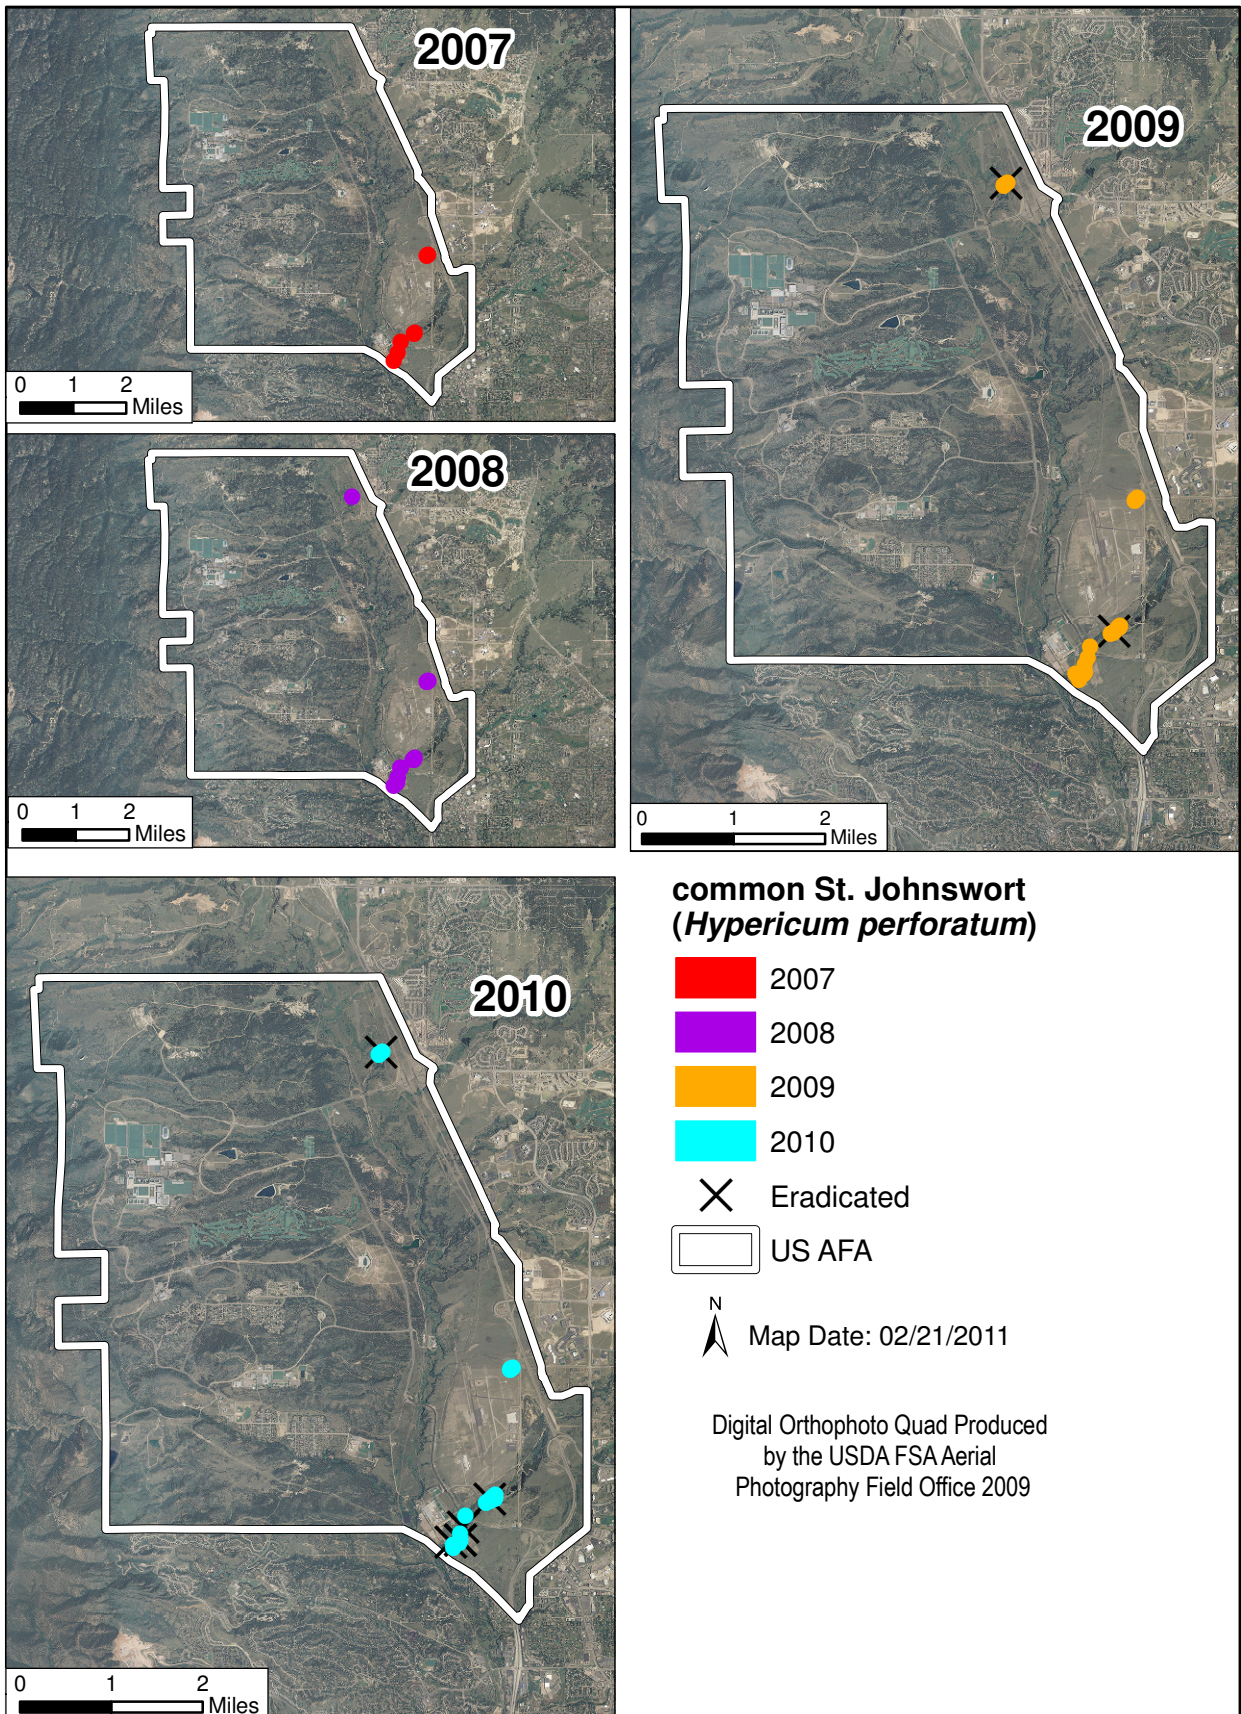 2007
0 1 2
Miles
2008
0 1 2
Miles
2009
0 1 2
Miles
2010
0 1 2
Miles
common St. Johnswort
(Hypericum perforatum)
2007
2008
2009
2010
Eradicated
US AFA
N
Map Date: 02/21/2011
Digital Orthophoto Quad Produced
by the USDA FSA Aerial
Photography Field Office 2009